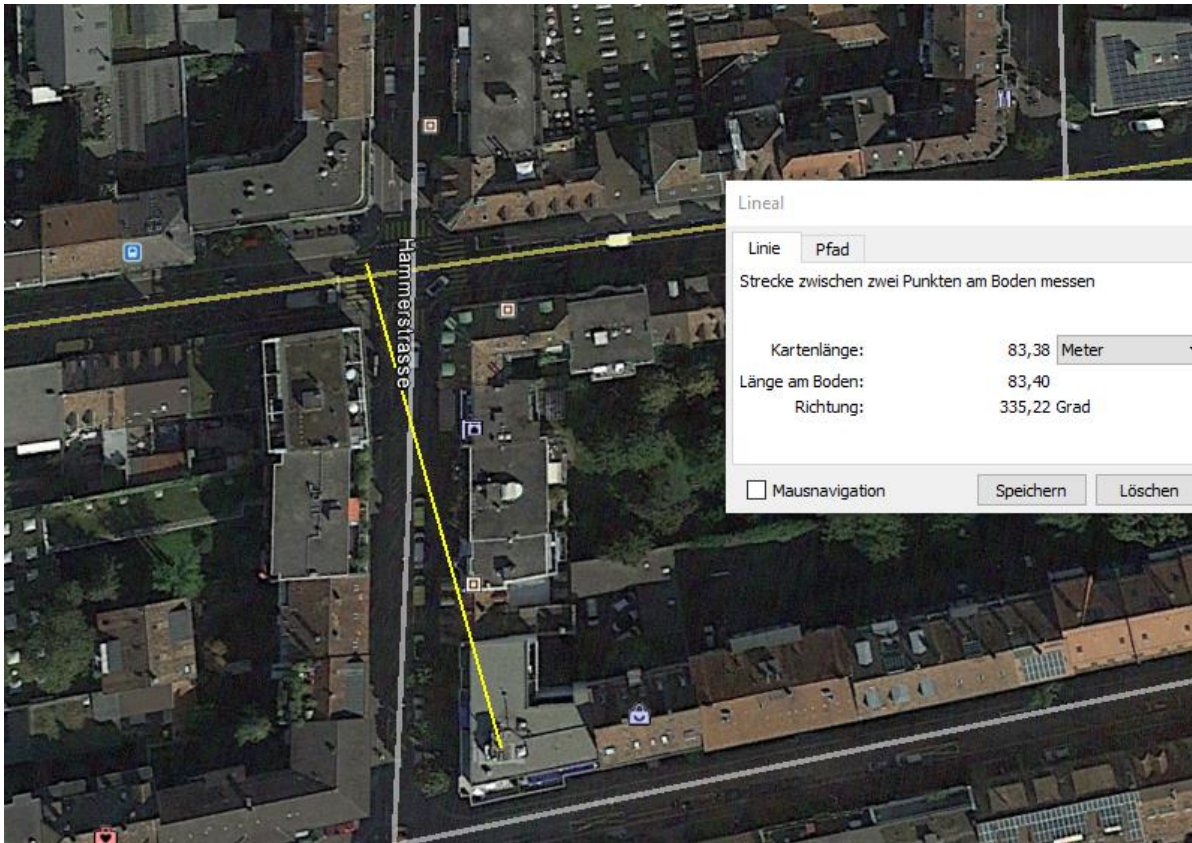 Hammerstrasse
Lineal
Linie Pfad
Strecke zwischen zwei Punkten am Boden messen
Kartenlänge: 83,38 Meter
Länge am Boden: 83,40
Richtung: 335,22 Grad
Mausnavigation Speichern Löschen